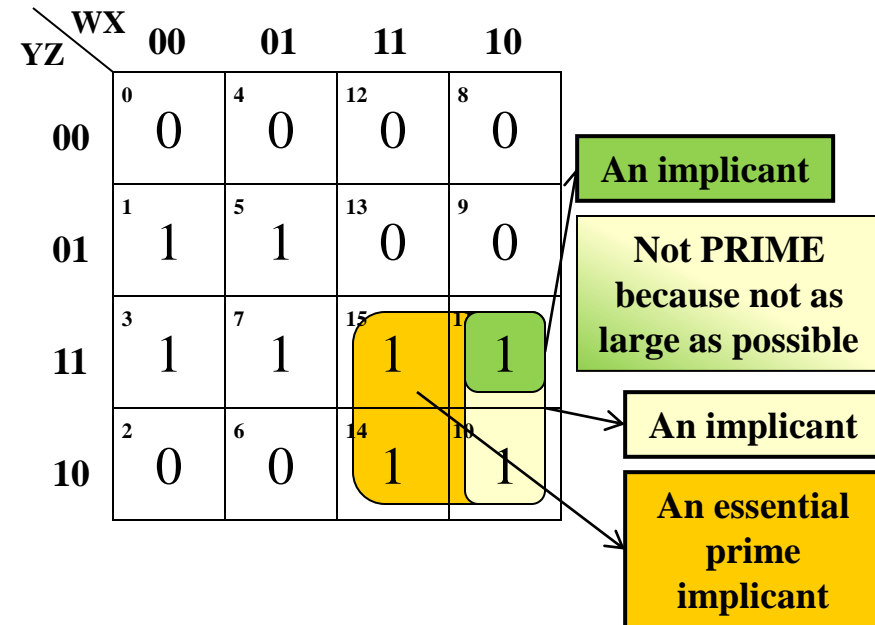 WX
YZ
00 01 11 10
00
0 4 12 8
0 0 0 0
An implicant
01
1 5 13 9
1 1 0 0
Not PRIME
because not as
large as possible
11
3 7 15
1 1 1 1
An implicant
10
2 6 14 10
0 0 1 1
An essential
prime
implicant